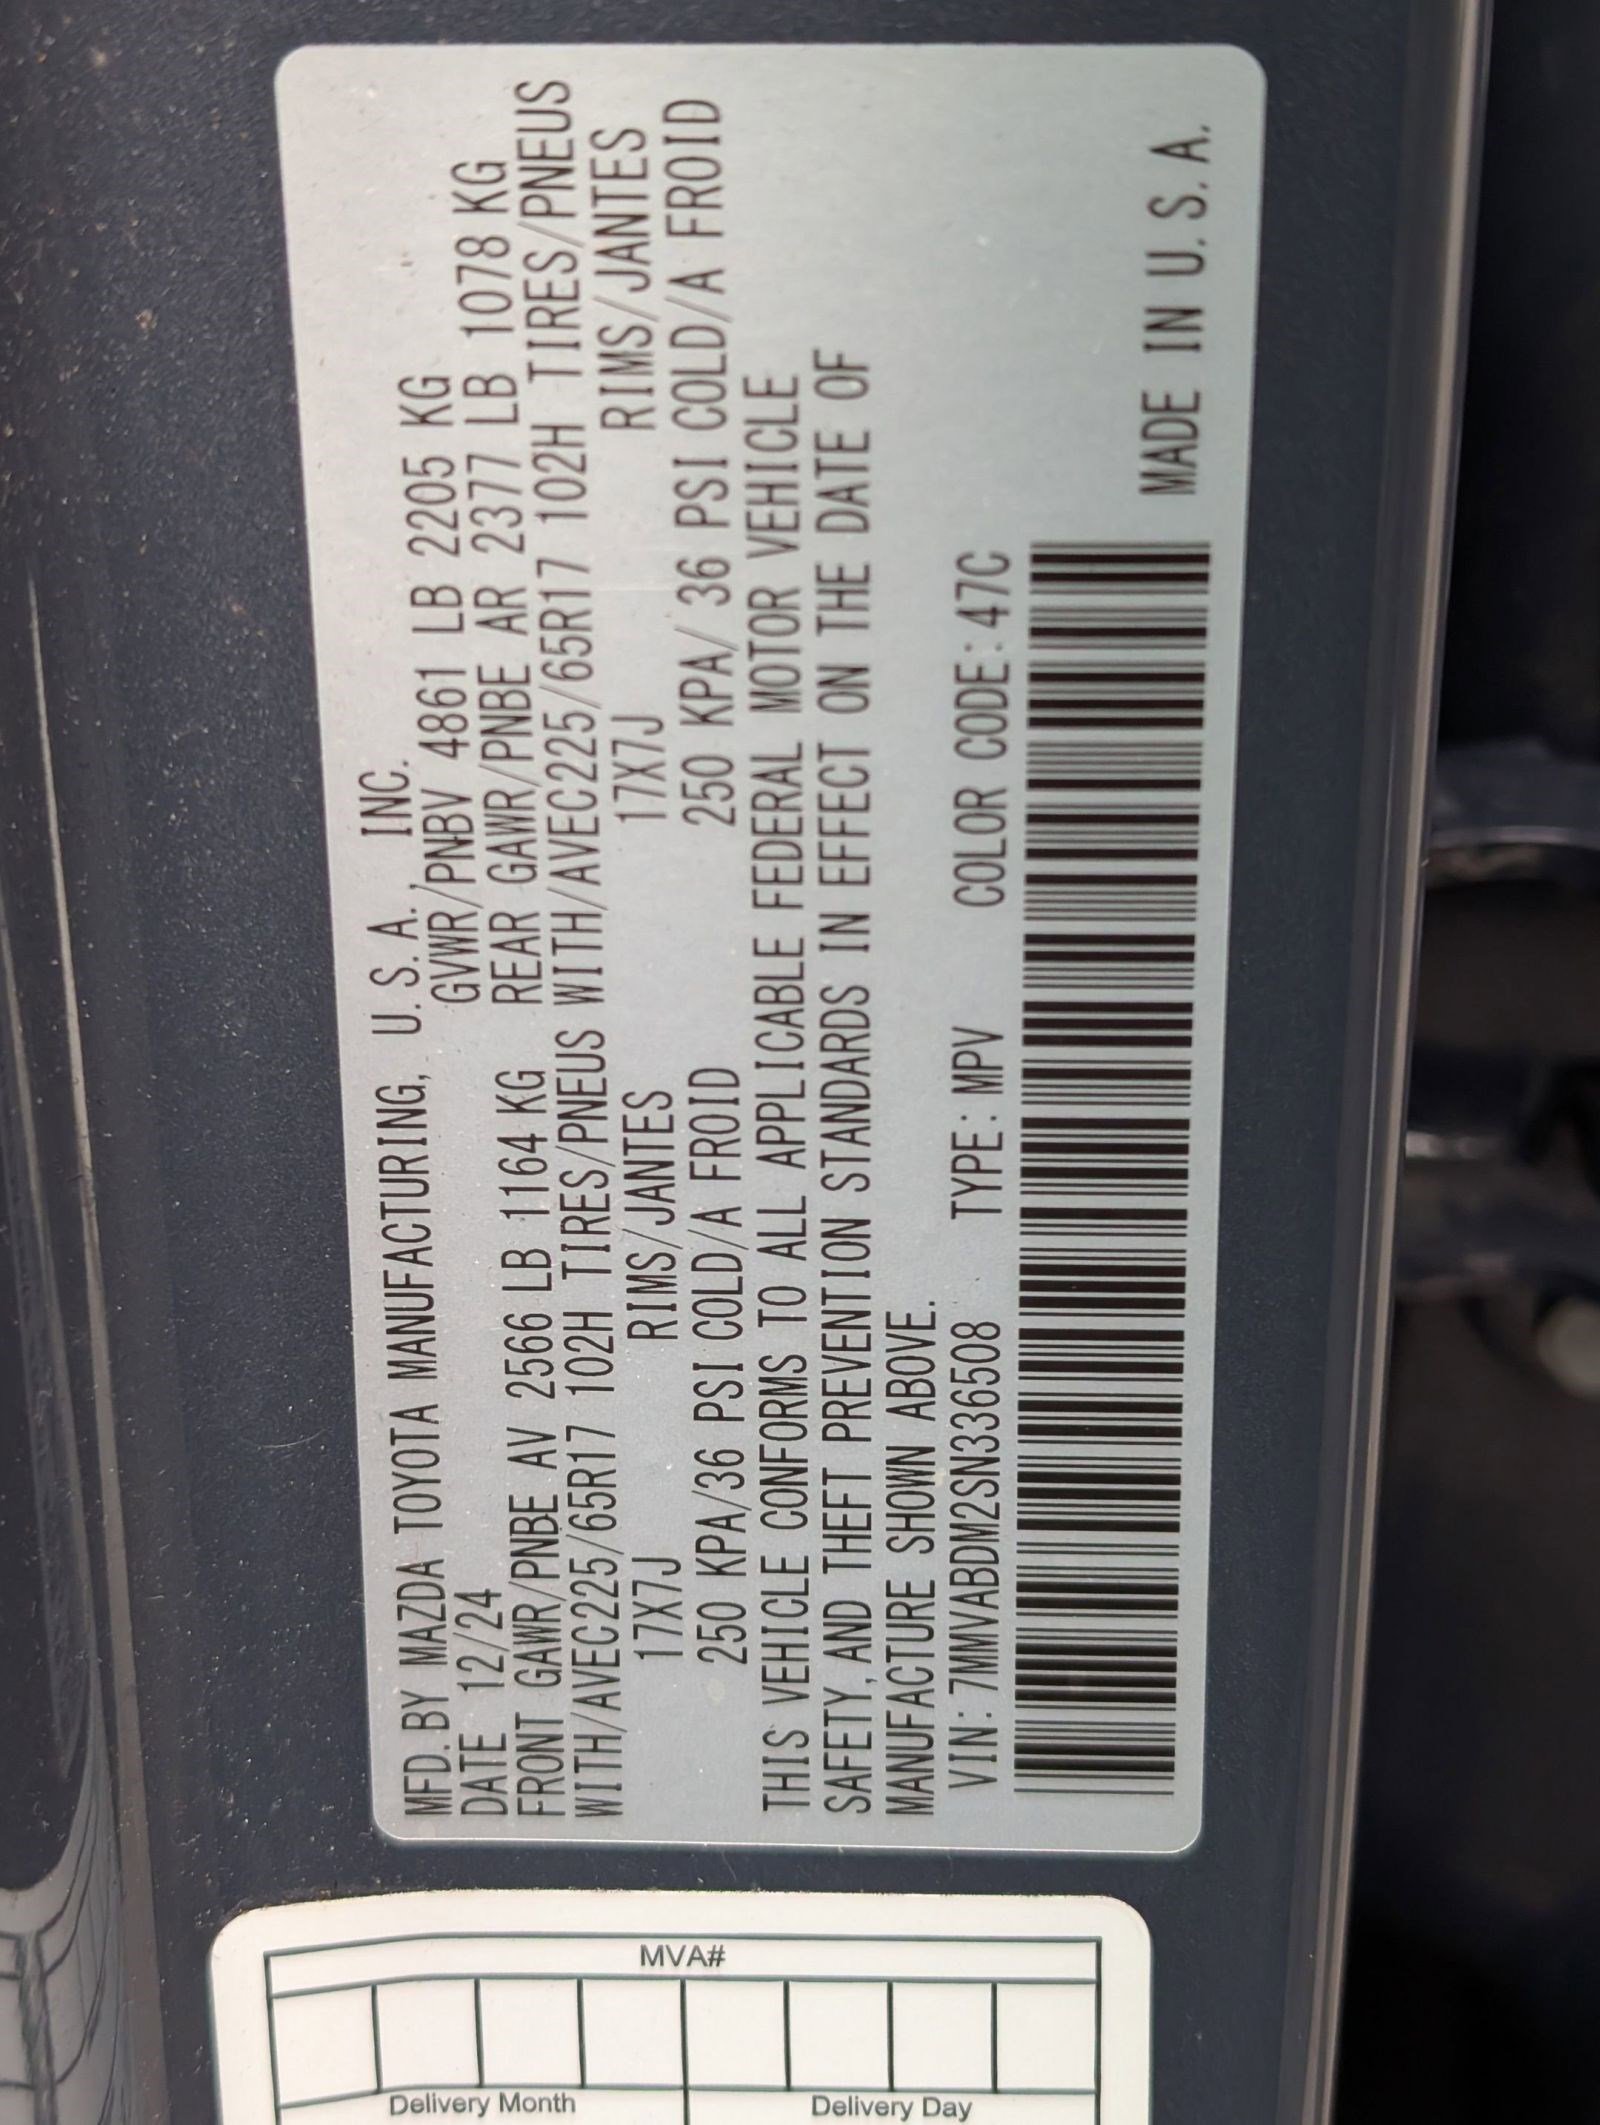 MFD.BY MAZDA TOYOTA MANUFACTURING, U.S.A. INC.
DATE 12/24 GVWR/PNBV 4861 LB 2205 KG
FRONT GAWR/PNBE AV 2566 LB 1164 KG REAR GAWR/PNBE AR 2377 LB 1078 KG
WITH/AVEC225/65R17 102H TIRES/PNEUS WITH/AVEC225/65R17 102H TIRES/PNEUS
17X7J RIMS/JANTES 17X7J RIMS/JANTES
250 KPA/36 PSI COLD/A FROID 250 KPA/ 36 PSI COLD/A FROID
THIS VEHICLE CONFORMS TO ALL APPLICABLE FEDERAL MOTOR VEHICLE
SAFETY, AND THEFT PREVENTION STANDARDS IN EFFECT ON THE DATE OF
MANUFACTURE SHOWN ABOVE.
VIN: 7MMVABDM2SN336508 TYPE: MPV COLOR CODE: 47C
MADE IN U.S.A.
MVA#
Delivery Month Delivery Day